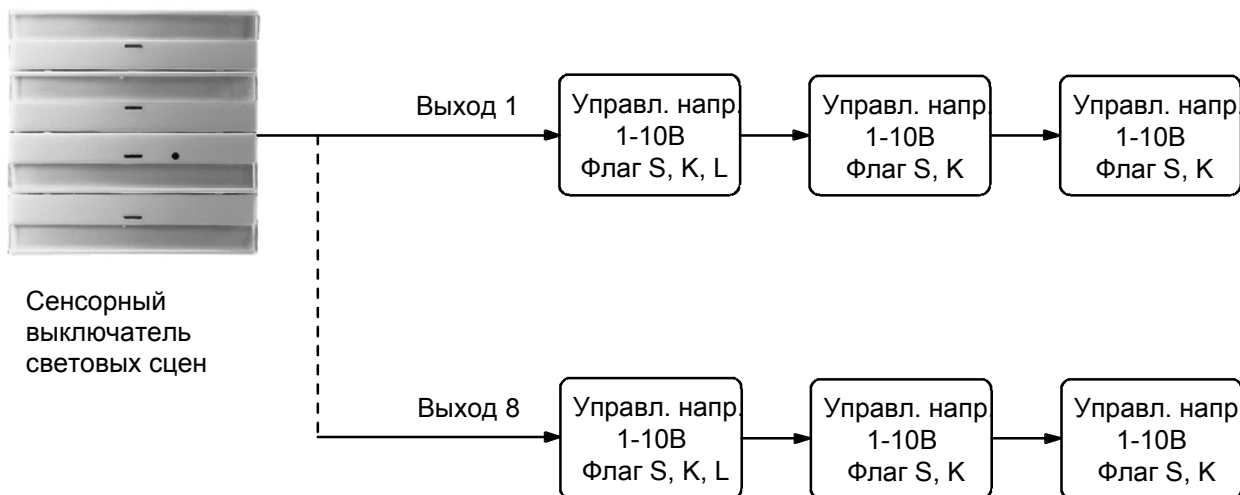 Выход 1
Управл. напр.
1-10В
Флаг S, K, L
Управл. напр.
1-10В
Флаг S, K
Управл. напр.
1-10В
Флаг S, K
Сенсорный
выключатель
световых сцен
Выход 8
Управл. напр.
1-10В
Флаг S, K, L
Управл. напр.
1-10В
Флаг S, K
Управл. напр.
1-10В
Флаг S, K